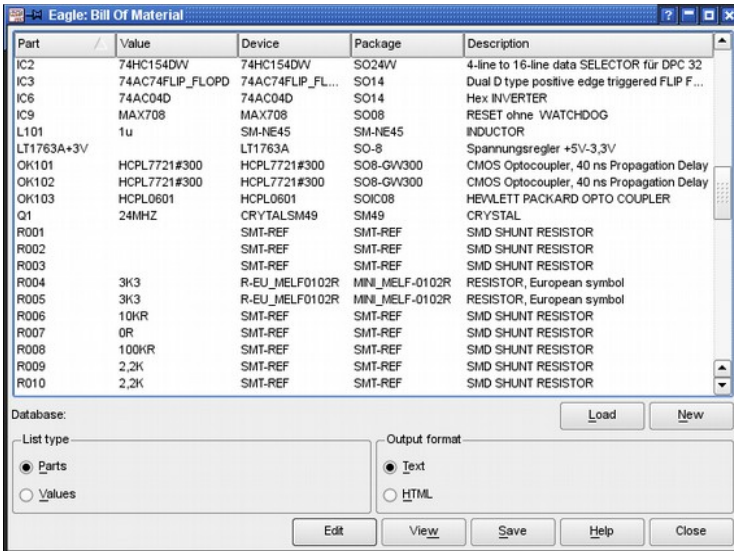 Eagle: Bill Of Material
Part Value Device Package Description
IC2 74HC154DW 74HC154DW SO24W 4-line to 16-line data SELECTOR für DPC 32
IC3 74AC74FLIP_FLOPD 74AC74FLIP_FL... SO14 Dual D type positive edge triggered FLIP F...
IC6 74AC04D 74AC04D SO14 Hex INVERTER
IC9 MAX708 MAX708 SO08 RESET ohne WATCHDOG
L101 1u SM-NE45 SM-NE45 INDUCTOR
LT1763A+3V LT1763A SO-8 Spannungsregler +5V-3,3V
OK101 HCPL7721#300 HCPL7721#300 SO8-GW300 CMOS Optocoupler, 40 ns Propagation Delay
OK102 HCPL7721#300 HCPL7721#300 SO8-GW300 CMOS Optocoupler, 40 ns Propagation Delay
OK103 HCPL0601 HCPL0601 SOIC08 HEWLETT PACKARD OPTO COUPLER
Q1 24MHZ CRYTALSM49 SM49 CRYSTAL
R001 SMT-REF SMT-REF SMD SHUNT RESISTOR
R002 SMT-REF SMT-REF SMD SHUNT RESISTOR
R003 SMT-REF SMT-REF SMD SHUNT RESISTOR
R004 3K3 R-EU_MELF0102R MINI_MELF-0102R RESISTOR, European symbol
R005 3K3 R-EU_MELF0102R MINI_MELF-0102R RESISTOR, European symbol
R006 10KR SMT-REF SMT-REF SMD SHUNT RESISTOR
R007 0R SMT-REF SMT-REF SMD SHUNT RESISTOR
R008 100KR SMT-REF SMT-REF SMD SHUNT RESISTOR
R009 2,2K SMT-REF SMT-REF SMD SHUNT RESISTOR
R010 2,2K SMT-REF SMT-REF SMD SHUNT RESISTOR
Database: Load New
List type Output format
Parts Text
Values HTML
Edit View Save Help Close